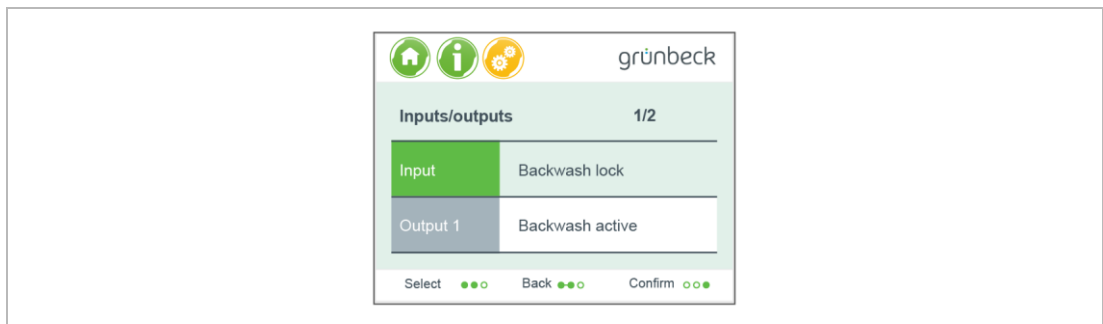 grünbeck
Inputs/outputs 1/2
Input Backwash lock
Output 1 Backwash active
Select Back Confirm